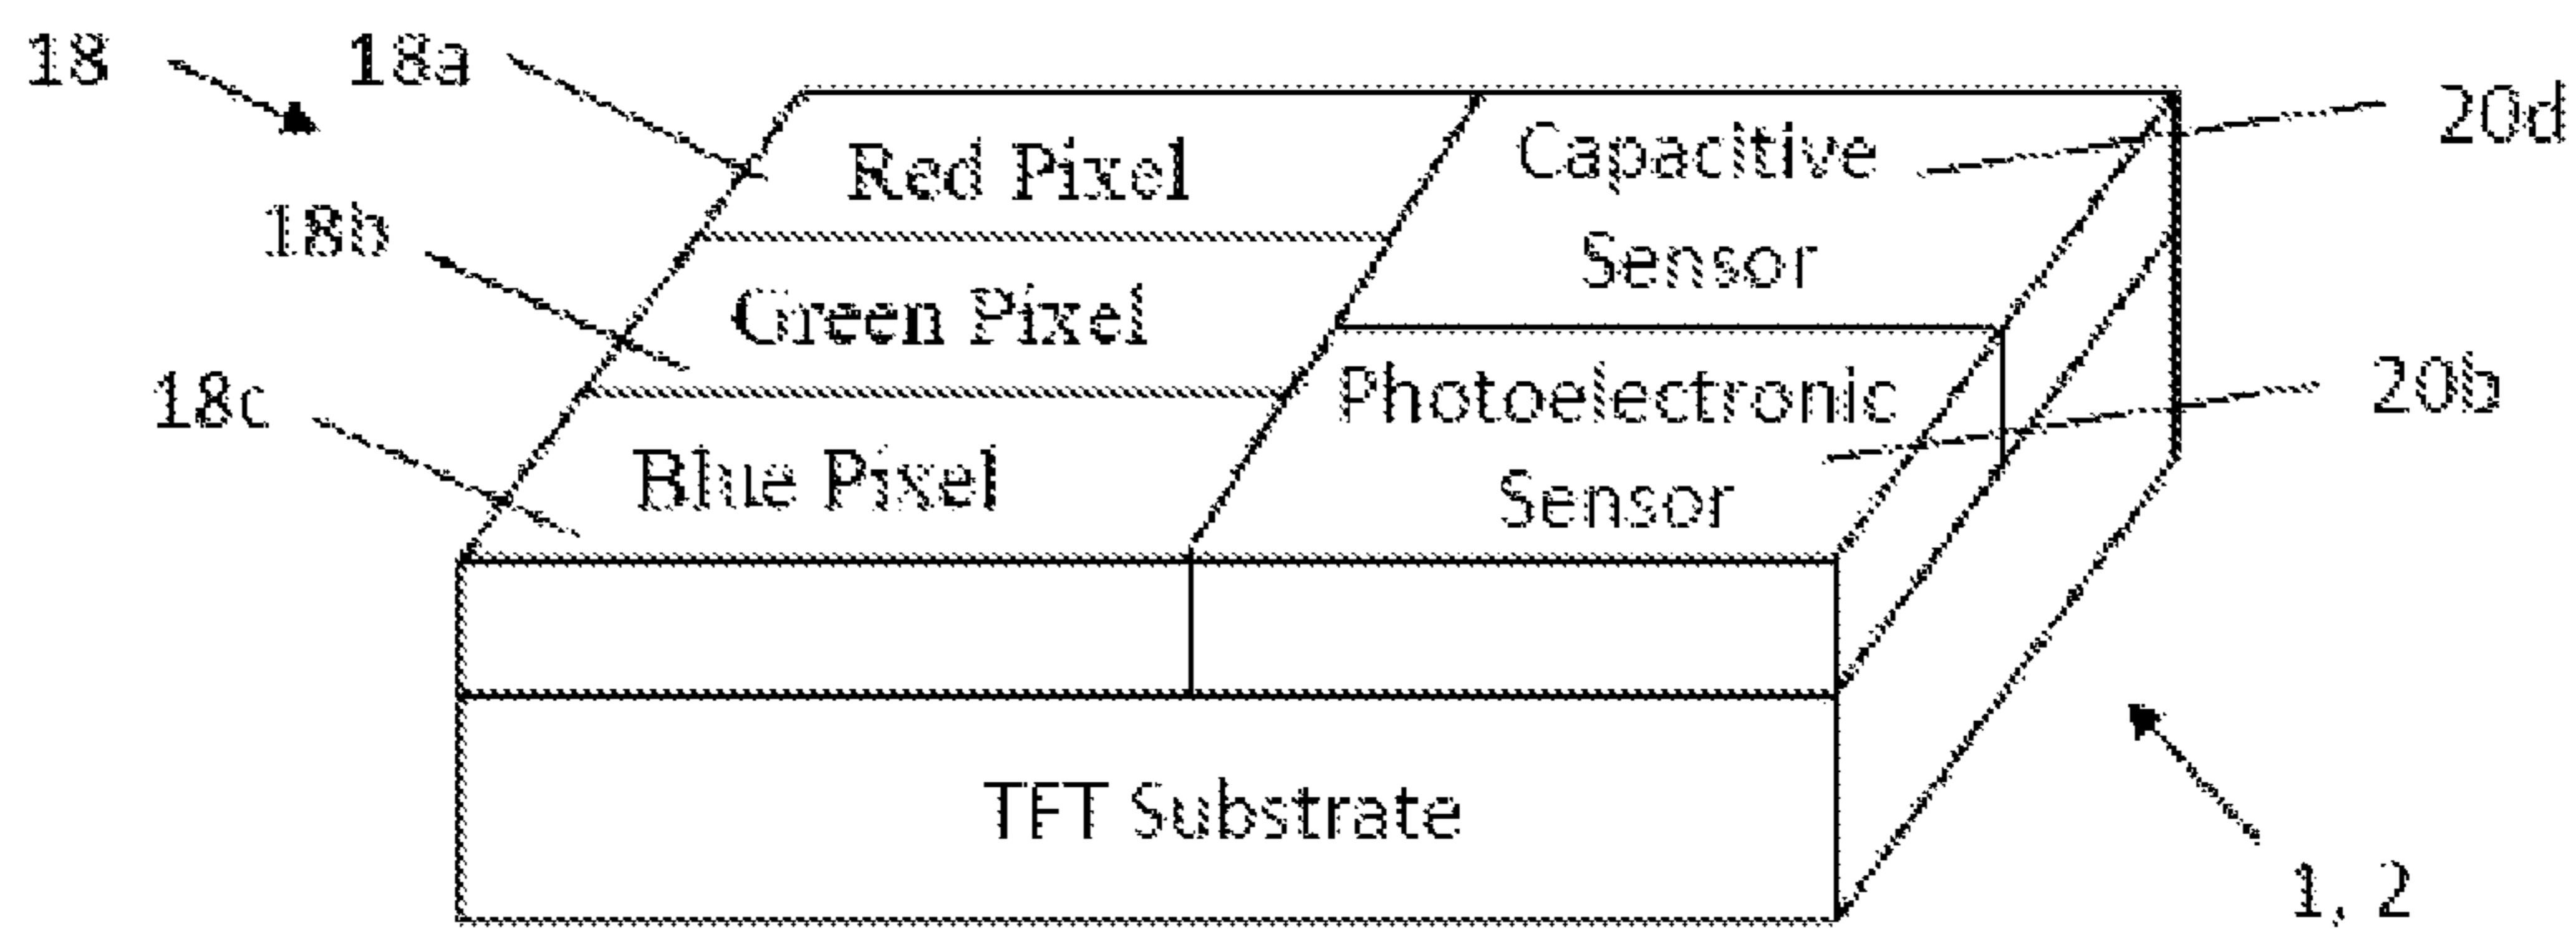 18
18a
20d
Red Pixel
Capacitive
Sensor
18b
Green Pixel
18c
Photoelectronic
Sensor
20b
Blue Pixel
TFT Substrate
1, 2